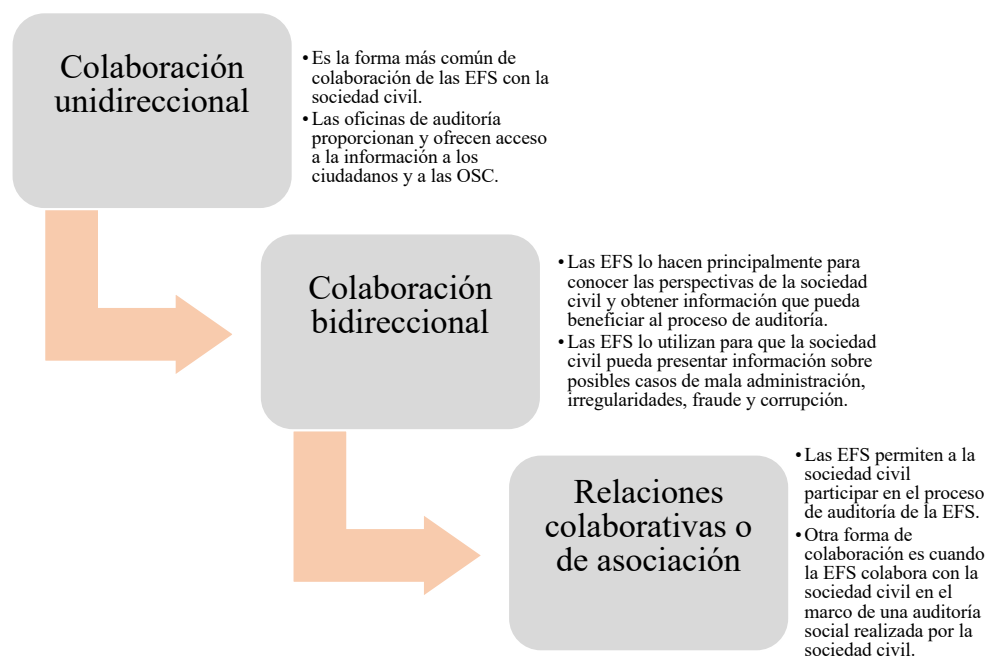 Colaboración
unidireccional
• Es la forma más común de
colaboración de las EFS con la
sociedad civil.
• Las oficinas de auditoría
proporcionan y ofrecen acceso
a la información a los
ciudadanos y a las OSC.
Colaboración
bidireccional
• Las EFS lo hacen principalmente para
conocer las perspectivas de la sociedad
civil y obtener información que pueda
beneficiar al proceso de auditoría.
• Las EFS lo utilizan para que la sociedad
civil pueda presentar información sobre
posibles casos de mala administración,
irregularidades, fraude y corrupción.
Relaciones
colaborativas o
de asociación
• Las EFS permiten a la
sociedad civil
participar en el proceso
de auditoría de la EFS.
• Otra forma de
colaboración es cuando
la EFS colabora con la
sociedad civil en el
marco de una auditoría
social realizada por la
sociedad civil.